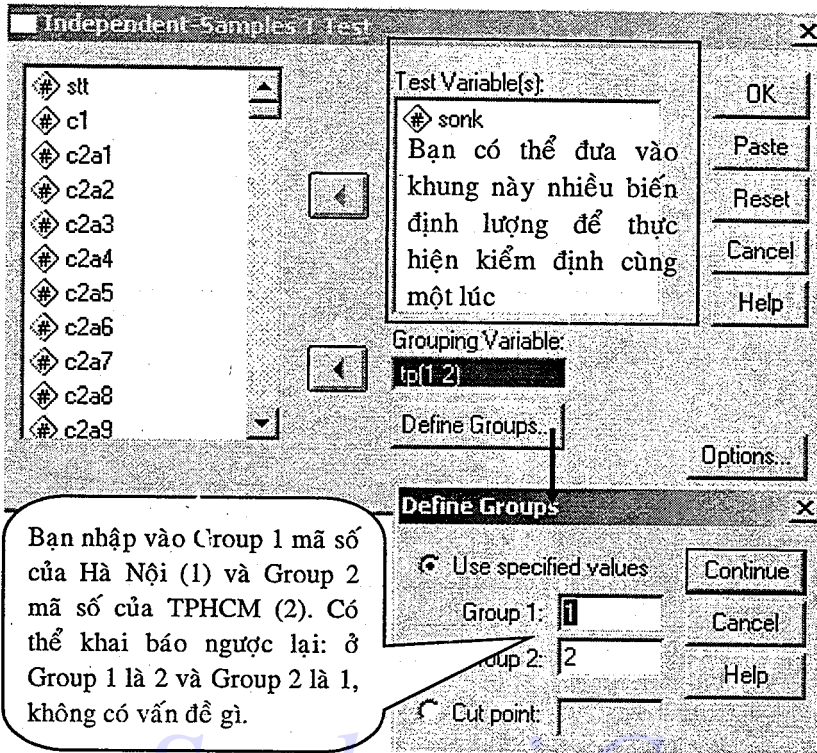 Independent-Samples T Test
stt
c1
c2a1
c2a2
c2a3
c2a4
c2a5
c2a6
c2a7
c2a8
c2a9
Test Variable(s):
sonk
Bạn có thể đưa vào
khung này nhiều biến
định lượng để thực
hiện kiểm định cùng
một lúc
Grouping Variable:
tp(1 2)
Define Groups...
OK
Paste
Reset
Cancel
Help
Options...
Define Groups
Use specified values
Group 1: 1
Group 2: 2
Cut point:
Continue
Cancel
Help
Bạn nhập vào Group 1 mã số
của Hà Nội (1) và Group 2
mã số của TPHCM (2). Có
thể khai báo ngược lại: ở
Group 1 là 2 và Group 2 là 1,
không có vấn đề gì.